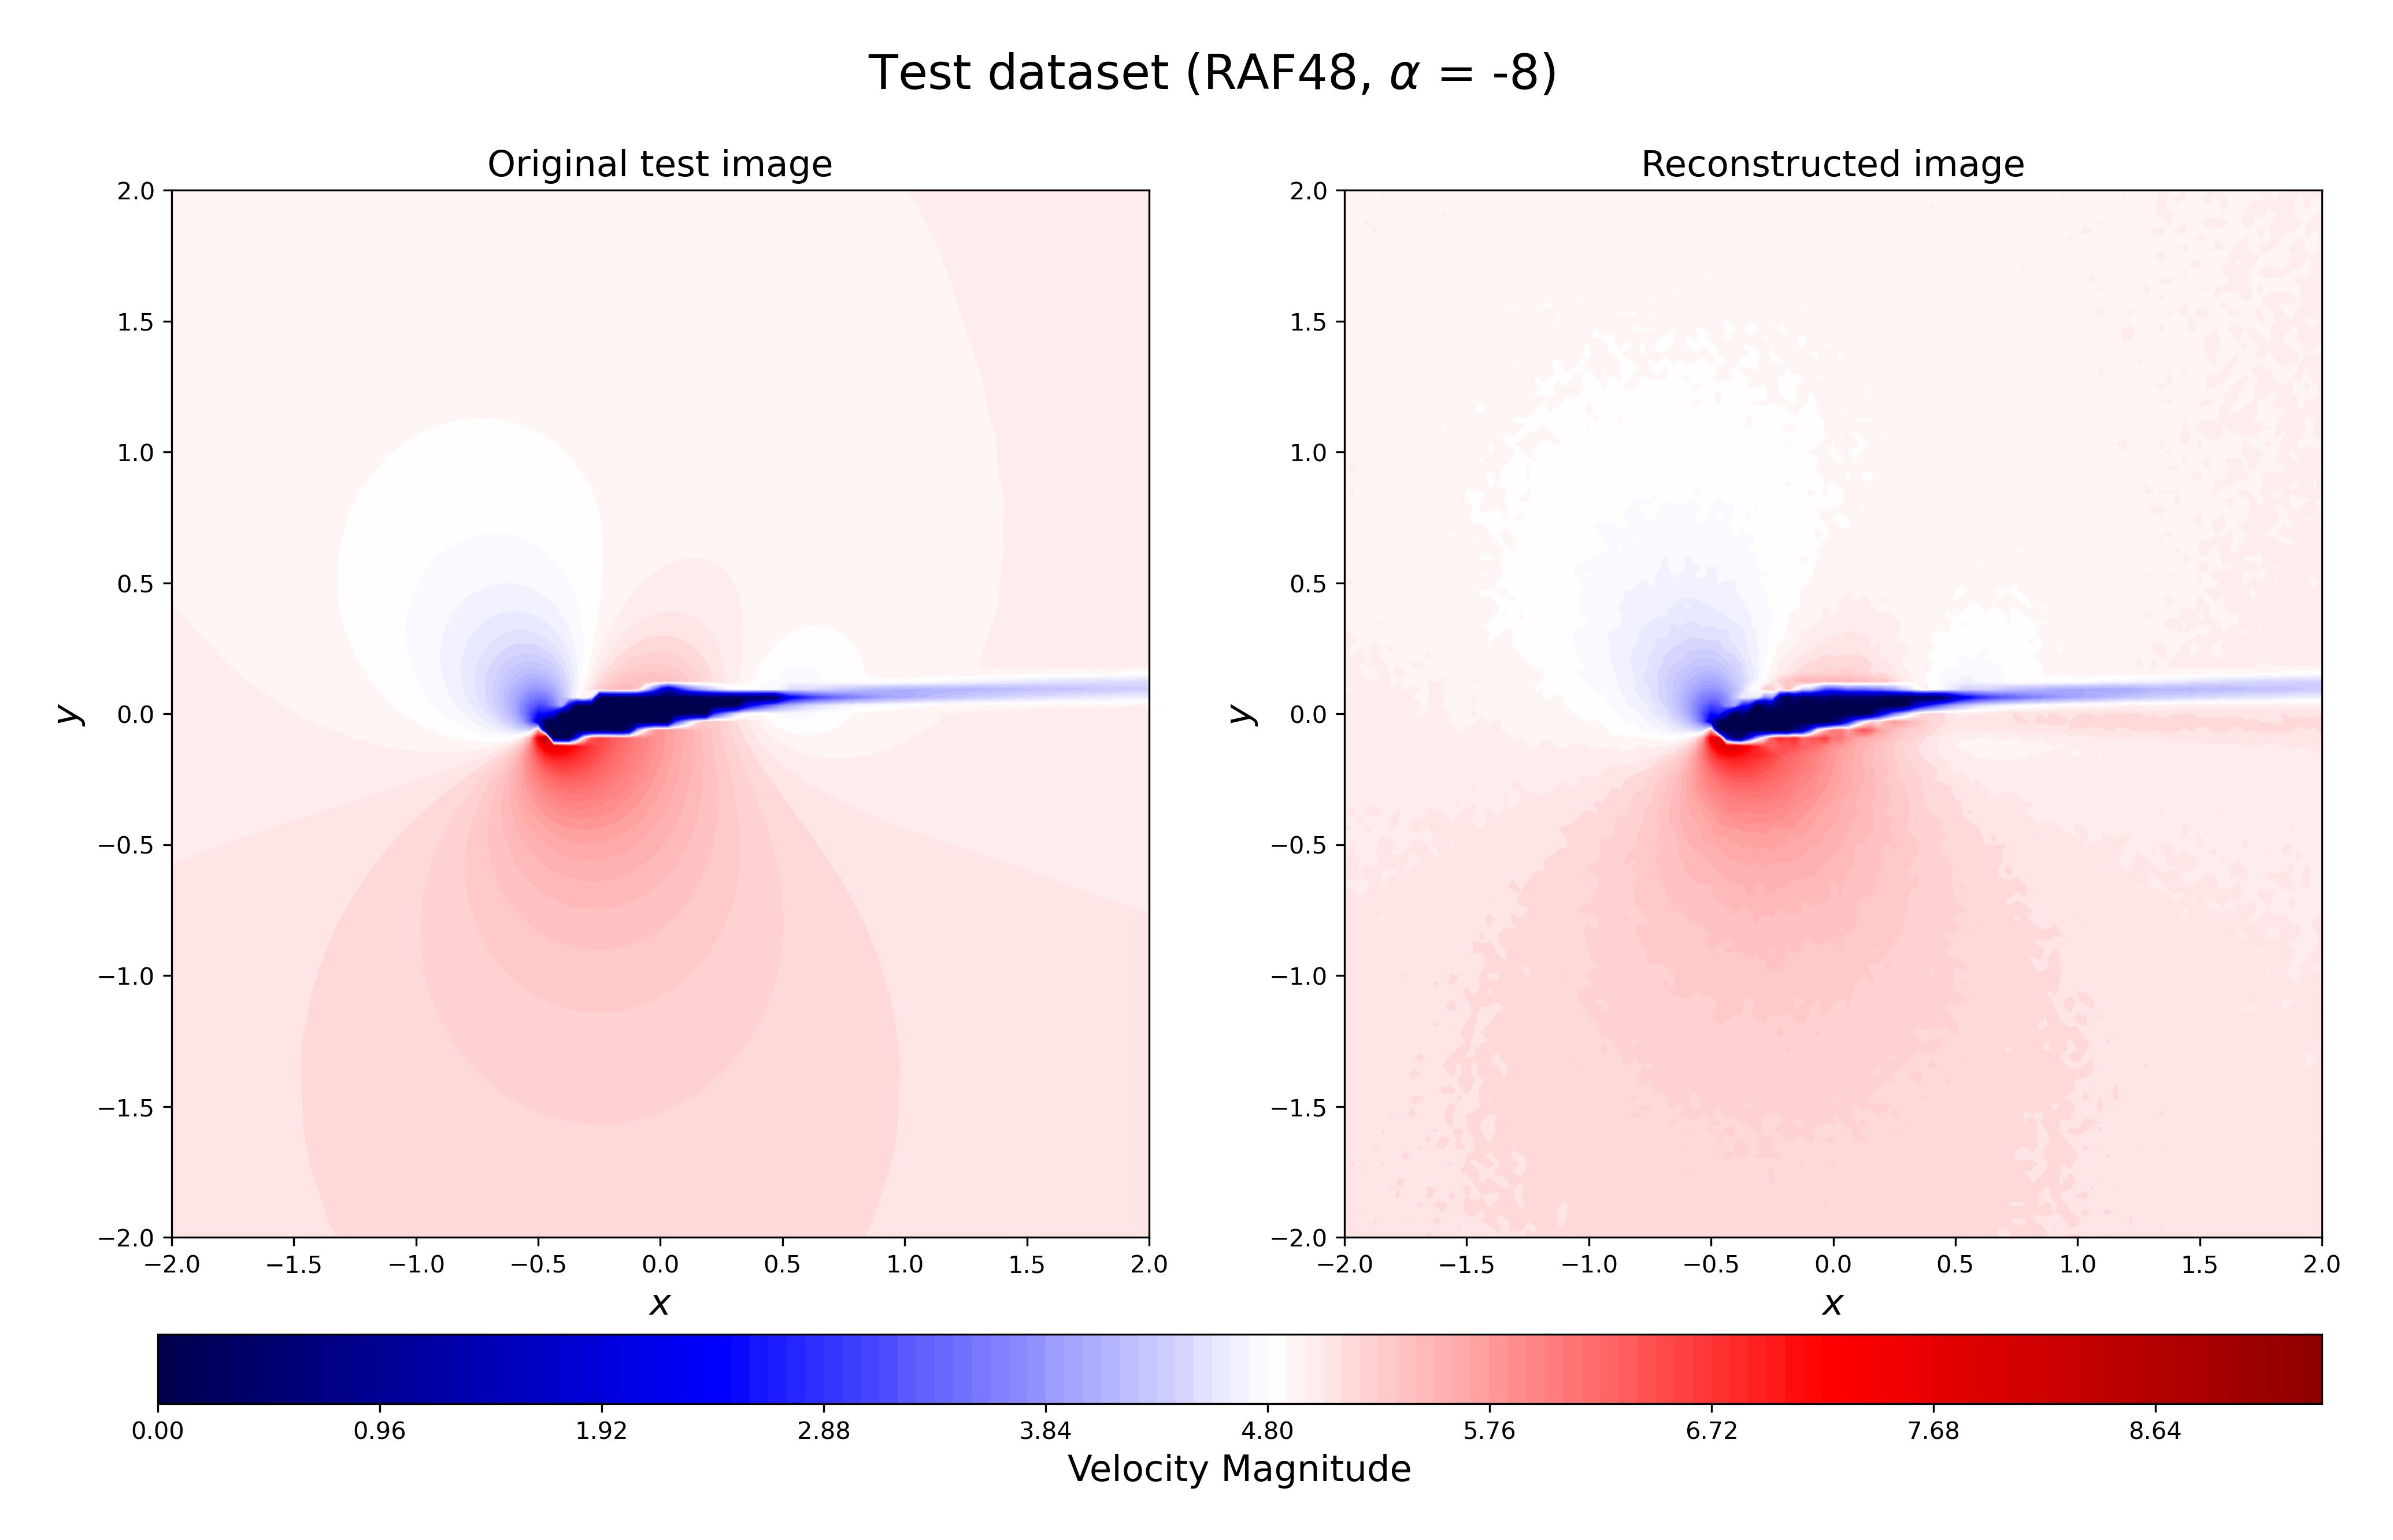 Test dataset (RAF48, α = -8)
Original test image
Reconstructed image
2.0
1.5
1.0
0.5
0.0
−0.5
−1.0
−1.5
−2.0
y
−2.0 −1.5 −1.0 −0.5 0.0 0.5 1.0 1.5 2.0
x
2.0
1.5
1.0
0.5
0.0
−0.5
−1.0
−1.5
−2.0
y
−2.0 −1.5 −1.0 −0.5 0.0 0.5 1.0 1.5 2.0
x
0.00 0.96 1.92 2.88 3.84 4.80 5.76 6.72 7.68 8.64
Velocity Magnitude